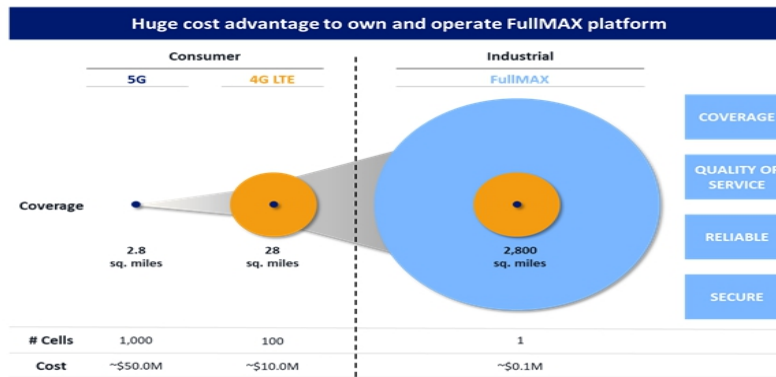 Huge cost advantage to own and operate FullMAX platform
Consumer
Industrial
5G
4G LTE
FullMAX
COVERAGE
QUALITY OF
SERVICE
RELIABLE
SECURE
Coverage
2.8
sq. miles
28
sq. miles
2,800
sq. miles
# Cells 1,000 100 1
Cost ~$50.0M ~$10.0M ~$0.1M